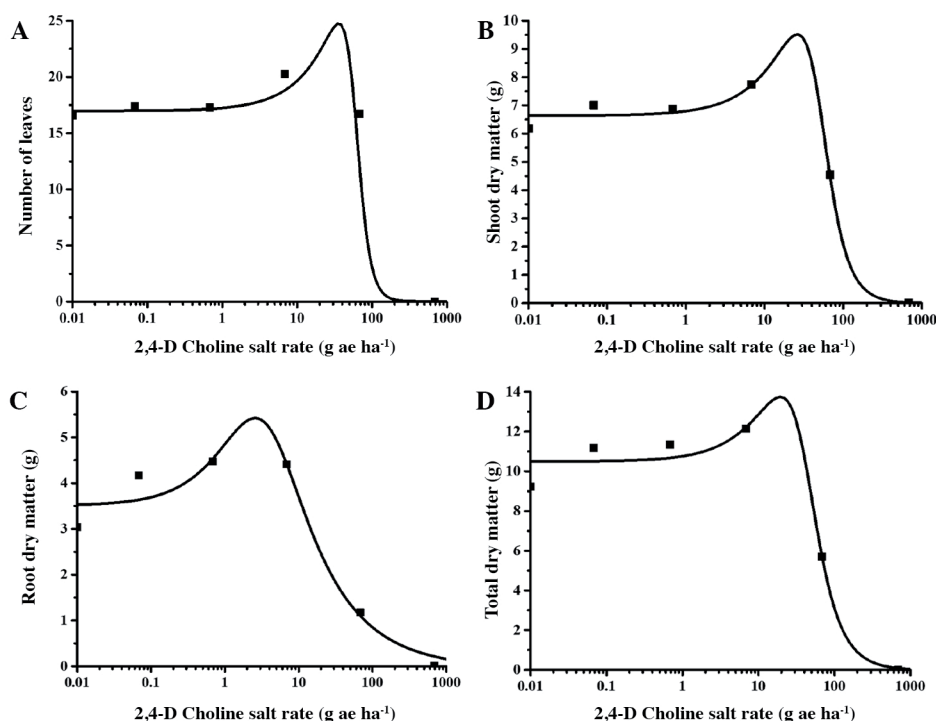 A
Number of leaves
25
20
15
10
5
0
0.01 0.1 1 10 100 1000
2,4-D Choline salt rate (g ae ha⁻¹)
B
Shoot dry matter (g)
10
9
8
7
6
5
4
3
2
1
0
0.01 0.1 1 10 100 1000
2,4-D Choline salt rate (g ae ha⁻¹)
C
Root dry matter (g)
6
5
4
3
2
1
0
0.01 0.1 1 10 100 1000
2,4-D Choline salt rate (g ae ha⁻¹)
D
Total dry matter (g)
14
12
10
8
6
4
2
0
0.01 0.1 1 10 100 1000
2,4-D Choline salt rate (g ae ha⁻¹)